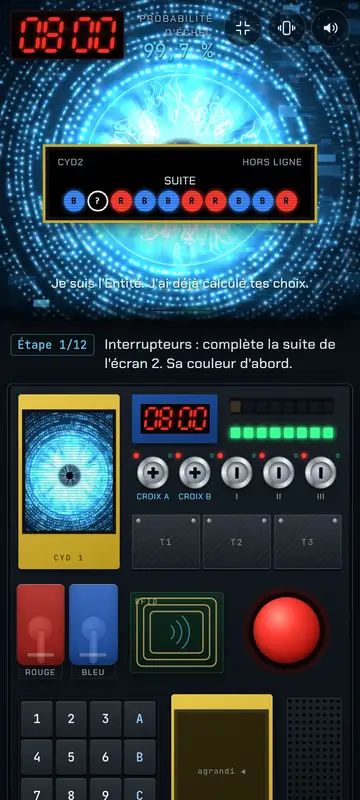 08:00
PROBABILITÉ
D'ÉCHEC
99,7 %
CYD2 HORS LIGNE
SUITE
B ? R B B R R B B R
Je suis l'Entité. J'ai déjà calculé tes choix.
Étape 1/12
Interrupteurs : complète la suite de
l'écran 2. Sa couleur d'abord.
08:00
CROIX A CROIX B I II III
CYD 1
T1 T2 T3
RFID
ROUGE BLEU
1 2 3 A
4 5 6 B
7 8 9 C
agrandi ◂